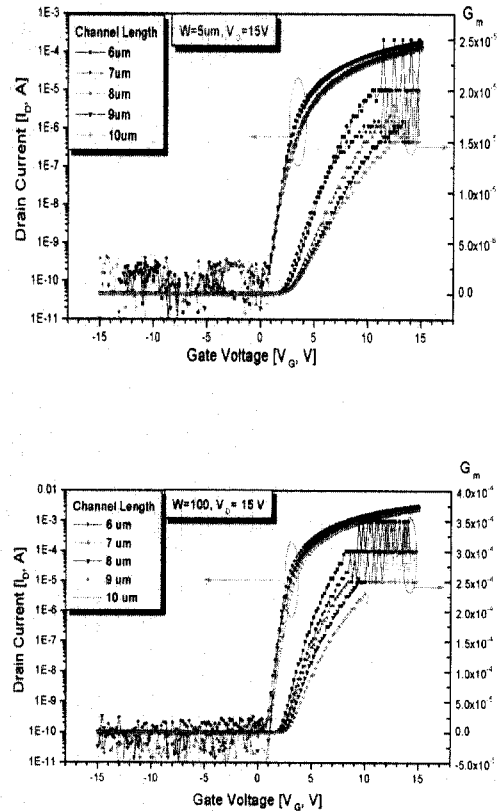 G_m
Channel Length
6um
7um
8um
9um
10um
W=5um, V_D=15V
1E-3
1E-4
1E-5
1E-6
1E-7
1E-8
1E-9
1E-10
1E-11
Drain Current [I_D, A]
2.5x10⁻⁵
2.0x10⁻⁵
1.0x10⁻⁵
5.0x10⁻⁶
0.0
-15
-10
-5
0
5
10
15
Gate Voltage [V_G, V]
G_m
Channel Length
6 um
7 um
8 um
9 um
10 um
W=100, V_D= 15 V
0.01
1E-3
1E-4
1E-5
1E-6
1E-7
1E-8
1E-9
1E-10
1E-11
Drain Current [I_D, A]
4.0x10⁻⁴
3.5x10⁻⁴
3.0x10⁻⁴
2.5x10⁻⁴
2.0x10⁻⁴
1.5x10⁻⁴
1.0x10⁻⁴
5.0x10⁻⁵
0.0
-15
-10
-5
0
5
10
15
Gate Voltage [V_G, V]